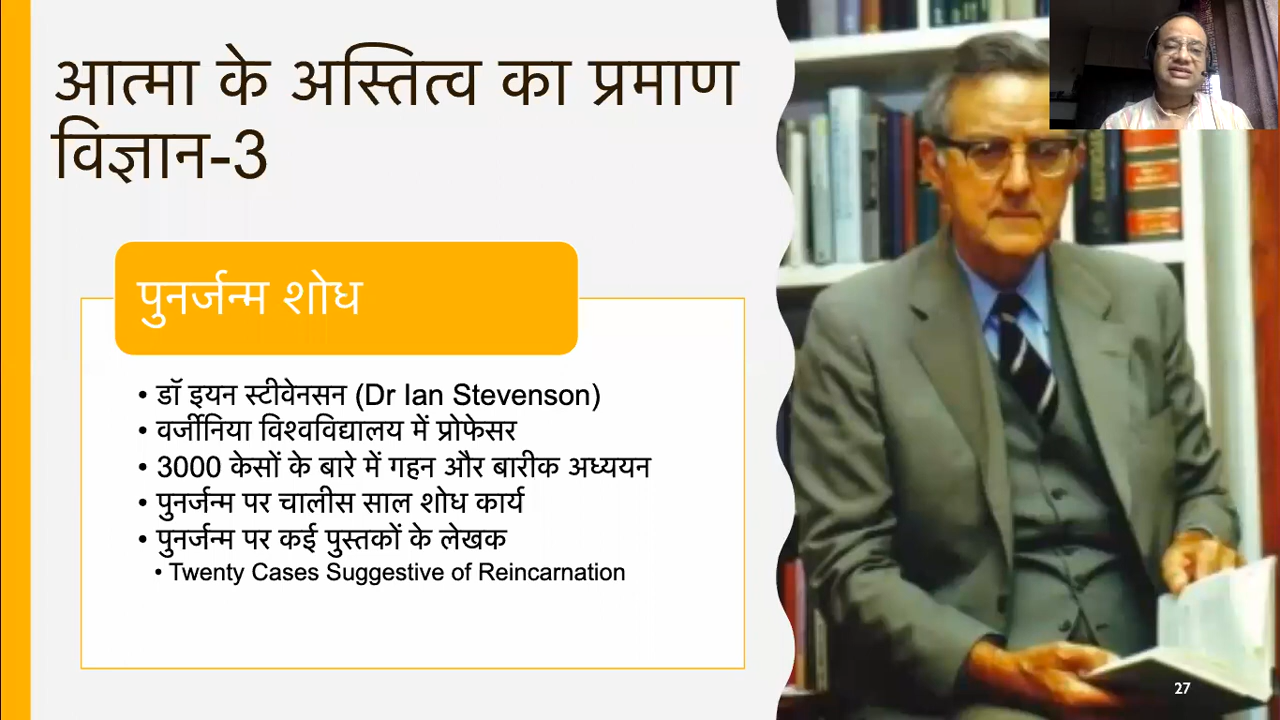 आत्मा के अस्तित्व का प्रमाण
विज्ञान-3
पुनर्जन्म शोध
• डॉ इयन स्टीवेनसन (Dr Ian Stevenson)
• वर्जीनिया विश्वविद्यालय में प्रोफेसर
• 3000 केसों के बारे में गहन और बारीक अध्ययन
• पुनर्जन्म पर चालीस साल शोध कार्य
• पुनर्जन्म पर कई पुस्तकों के लेखक
• Twenty Cases Suggestive of Reincarnation
27